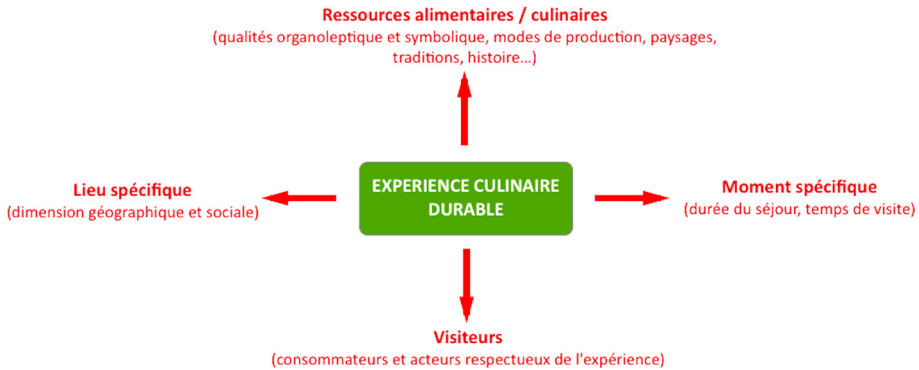 Ressources alimentaires / culinaires
(qualités organoleptique et symbolique, modes de production, paysages,
traditions, histoire...)
Lieu spécifique
(dimension géographique et sociale)
EXPERIENCE CULINAIRE
DURABLE
Moment spécifique
(durée du séjour, temps de visite)
Visiteurs
(consommateurs et acteurs respectueux de l'expérience)